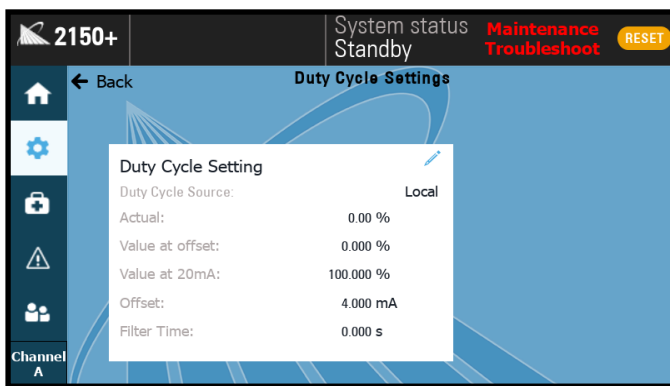 2150+
System status
Standby
Maintenance
Troubleshoot
RESET
← Back
Duty Cycle Settings
Duty Cycle Setting
Duty Cycle Source: Local
Actual: 0.00 %
Value at offset: 0.000 %
Value at 20mA: 100.000 %
Offset: 4.000 mA
Filter Time: 0.000 s
Channel
A